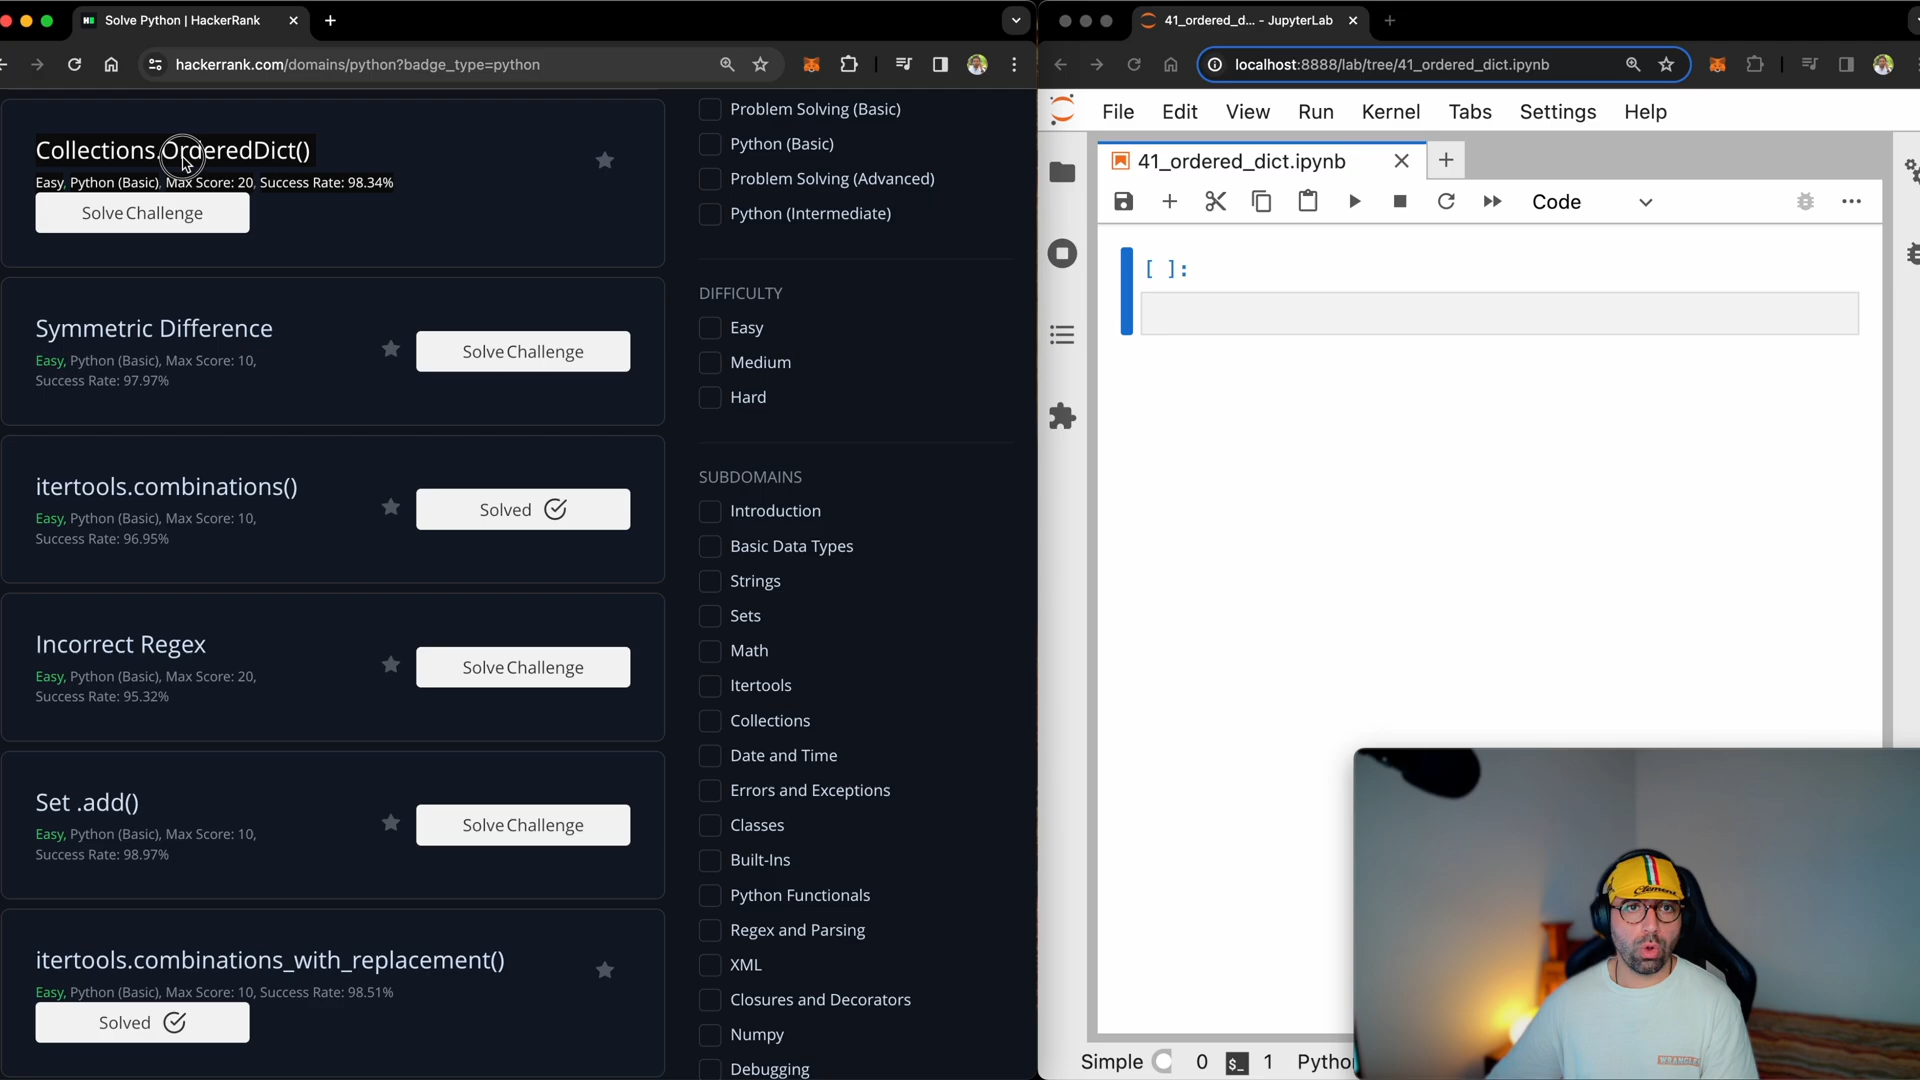 Solve Python | HackerRank
41_ordered_d... - JupyterLab
hackerrank.com/domains/python?badge_type=python
localhost:8888/lab/tree/41_ordered_dict.ipynb
Collections.OrderedDict()
Easy, Python (Basic), Max Score: 20, Success Rate: 98.34%
Solve Challenge
Symmetric Difference
Easy, Python (Basic), Max Score: 10,
Success Rate: 97.97%
Solve Challenge
itertools.combinations()
Easy, Python (Basic), Max Score: 10,
Success Rate: 96.95%
Solved
Incorrect Regex
Easy, Python (Basic), Max Score: 20,
Success Rate: 95.32%
Solve Challenge
Set .add()
Easy, Python (Basic), Max Score: 10,
Success Rate: 98.97%
Solve Challenge
itertools.combinations_with_replacement()
Easy, Python (Basic), Max Score: 10, Success Rate: 98.51%
Solved
Problem Solving (Basic)
Python (Basic)
Problem Solving (Advanced)
Python (Intermediate)
DIFFICULTY
Easy
Medium
Hard
SUBDOMAINS
Introduction
Basic Data Types
Strings
Sets
Math
Itertools
Collections
Date and Time
Errors and Exceptions
Classes
Built-Ins
Python Functionals
Regex and Parsing
XML
Closures and Decorators
Numpy
Debugging
File Edit View Run Kernel Tabs Settings Help
41_ordered_dict.ipynb
Code
[ ]:
Simple 0 $_ 1 Pytho
Clement
WRANGLER